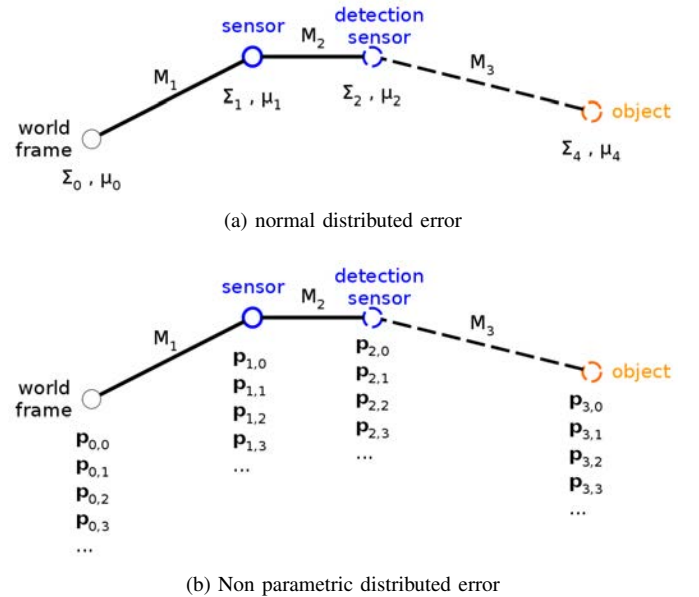 sensor
detection
sensor
M₁
M₂
M₃
world
frame
object
Σ₀ , μ₀
Σ₁ , μ₁
Σ₂ , μ₂
Σ₄ , μ₄
(a) normal distributed error
sensor
detection
sensor
M₁
M₂
M₃
world
frame
object
p₀,₀
p₀,₁
p₀,₂
p₀,₃
...
p₁,₀
p₁,₁
p₁,₂
p₁,₃
...
p₂,₀
p₂,₁
p₂,₂
p₂,₃
...
p₃,₀
p₃,₁
p₃,₂
p₃,₃
...
(b) Non parametric distributed error